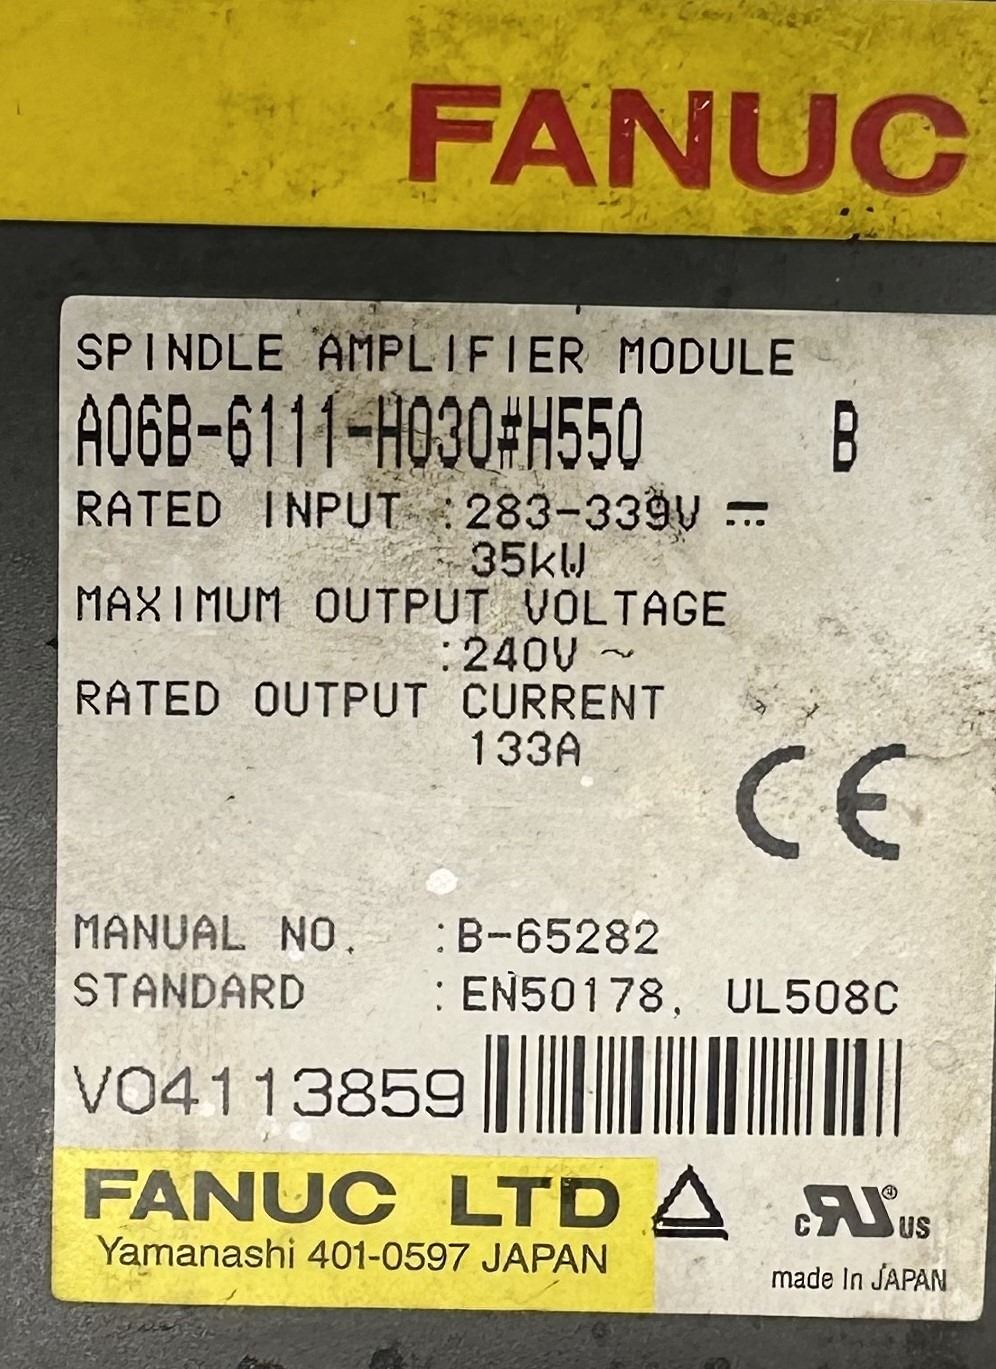 FANUC
SPINDLE AMPLIFIER MODULE
A06B-6111-H030#H550 B
RATED INPUT :283-339V ⎓
35kW
MAXIMUM OUTPUT VOLTAGE
:240V ~
RATED OUTPUT CURRENT
133A
CE
MANUAL NO. :B-65282
STANDARD :EN50178, UL508C
V04113859
FANUC LTD
Yamanashi 401-0597 JAPAN
c RU ® US
made in JAPAN